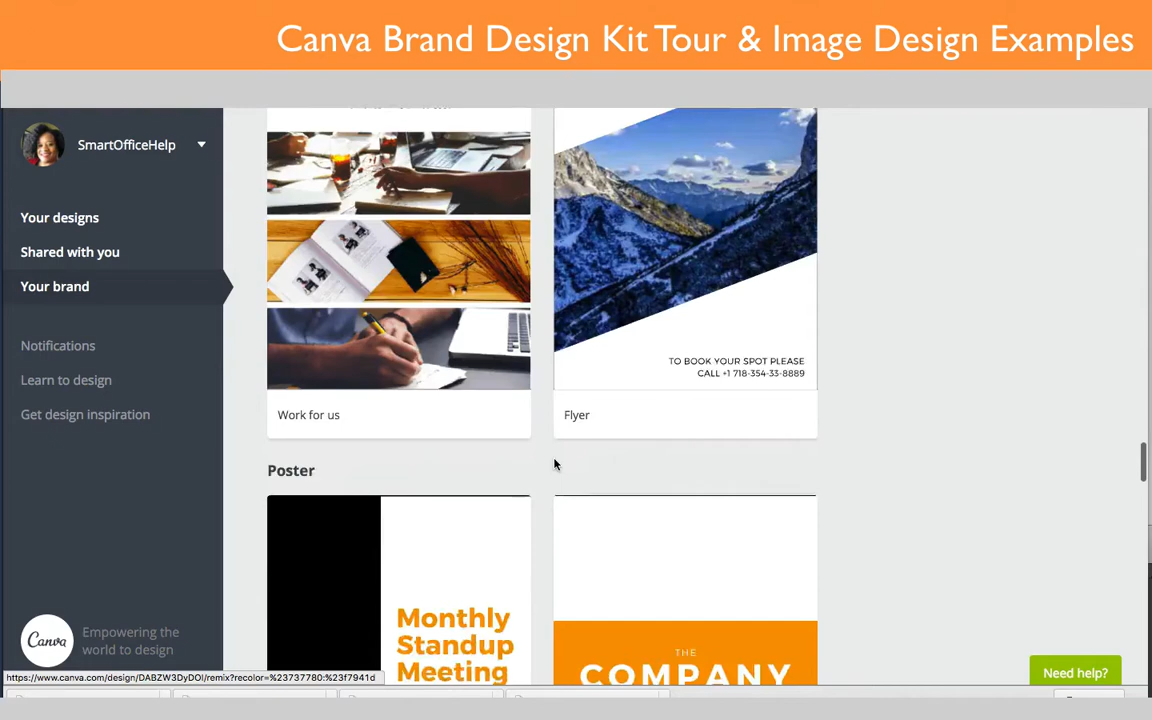 Canva Brand Design Kit Tour & Image Design Examples
SmartOfficeHelp
Your designs
Shared with you
Your brand
Notifications
Learn to design
Get design inspiration
Canva
Empowering the
world to design
TO BOOK YOUR SPOT PLEASE
CALL +1 718-354-33-8889
Work for us
Flyer
Poster
Monthly
Standup
Meeting
THE
COMPANY
Need help?
https://www.canva.com/design/DABZW3DyDOI/remix?recolor=%23737780:%23f7941d